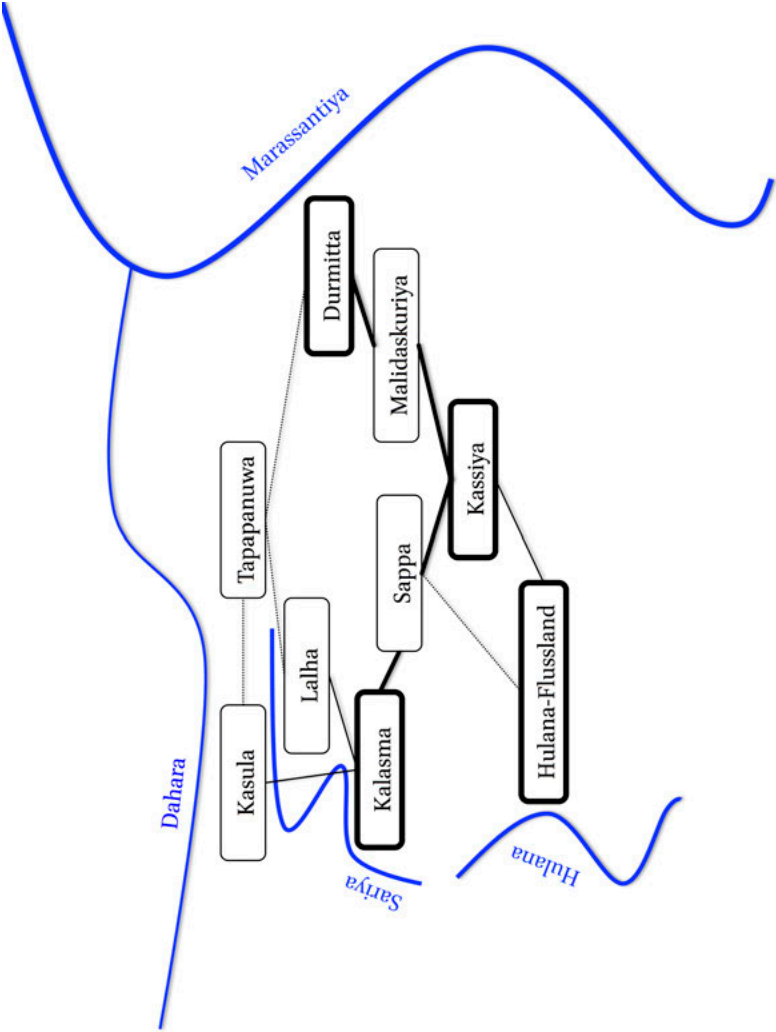 Dahara
Kasula
Tapapanuwa
Marassantiya
Lalha
Durmitta
Sariya
Kalasma
Sappa
Malidaskuriya
Kassiya
Hulana
Hulana-Flussland